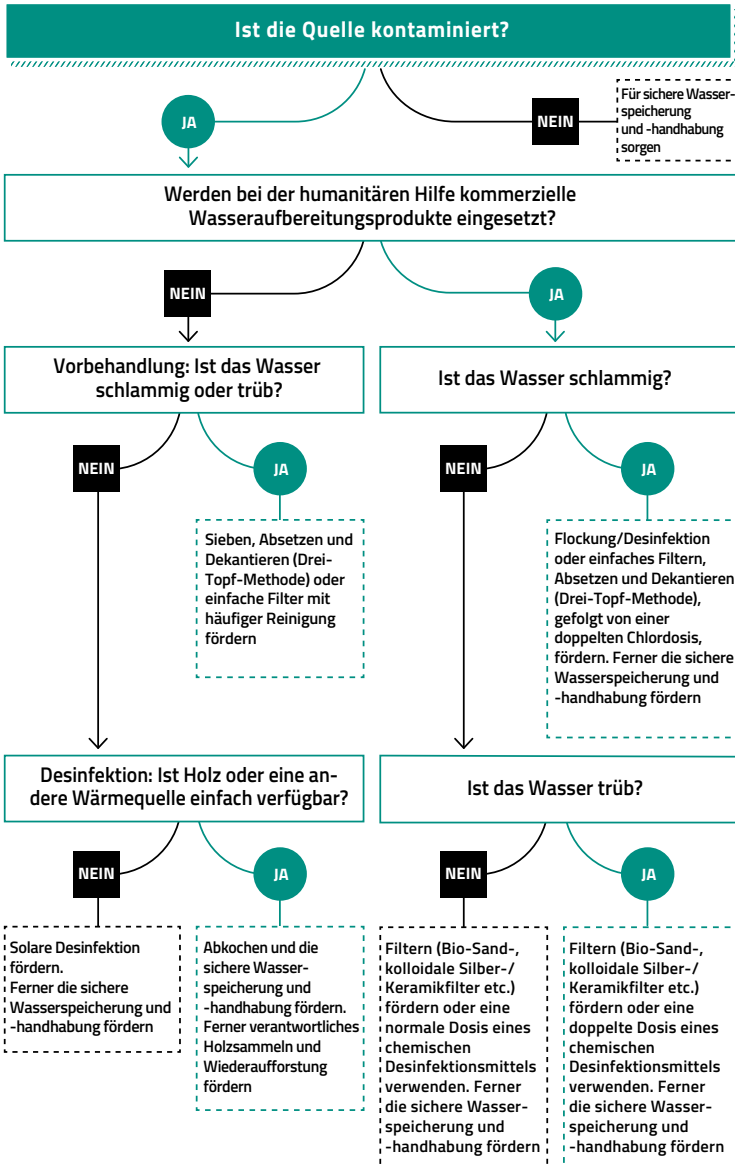 Ist die Quelle kontaminiert?
JA
NEIN
Für sichere Wasser-
speicherung
und -handhabung
sorgen
Werden bei der humanitären Hilfe kommerzielle
Wasseraufbereitungsprodukte eingesetzt?
NEIN
JA
Vorbehandlung: Ist das Wasser
schlammig oder trüb?
Ist das Wasser schlammig?
NEIN
JA
NEIN
JA
Sieben, Absetzen und
Dekantieren (Drei-
Topf-Methode) oder
einfache Filter mit
häufiger Reinigung
fördern
Flockung/Desinfektion
oder einfaches Filtern,
Absetzen und Dekantieren
(Drei-Topf-Methode),
gefolgt von einer
doppelten Chlordosis,
fördern. Ferner die sichere
Wasserspeicherung und
-handhabung fördern
Desinfektion: Ist Holz oder eine an-
dere Wärmequelle einfach verfügbar?
Ist das Wasser trüb?
NEIN
JA
NEIN
JA
Solare Desinfektion
fördern.
Ferner die sichere
Wasserspeicherung und
-handhabung fördern
Abkochen und die
sichere Wasser-
speicherung und
-handhabung fördern.
Ferner verantwortliches
Holzsammeln und
Wiederaufforstung
fördern
Filtern (Bio-Sand-,
kolloidale Silber-/
Keramikfilter etc.)
fördern oder eine
normale Dosis eines
chemischen
Desinfektionsmittels
verwenden. Ferner
die sichere Wasser-
speicherung und
-handhabung fördern
Filtern (Bio-Sand-,
kolloidale Silber-/
Keramikfilter etc.)
fördern oder eine
doppelte Dosis eines
chemischen
Desinfektionsmittels
verwenden. Ferner
die sichere Wasser-
speicherung und
-handhabung fördern